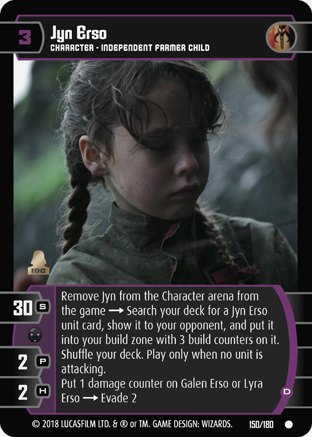 3
Jyn Erso
CHARACTER - INDEPENDENT FARMER CHILD
30 S
2 P
2 H
Remove Jyn from the Character arena from
the game → Search your deck for a Jyn Erso
unit card, show it to your opponent, and put it
into your build zone with 3 build counters on it.
Shuffle your deck. Play only when no unit is
attacking.
Put 1 damage counter on Galen Erso or Lyra
Erso → Evade 2
D
© 2018 LUCASFILM LTD. & ® OR TM. GAME DESIGN: WIZARDS.
150/180